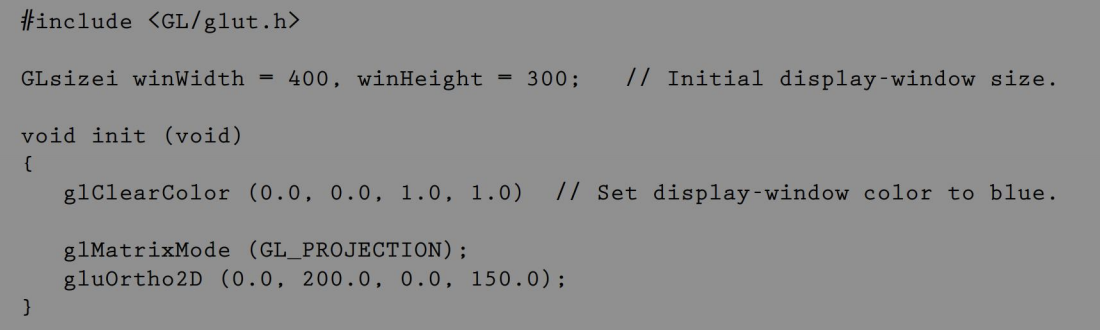 #include <GL/glut.h>
GLsizei winWidth = 400, winHeight = 300;   // Initial display-window size.
void init (void)
{
   glClearColor (0.0, 0.0, 1.0, 1.0)  // Set display-window color to blue.
   glMatrixMode (GL_PROJECTION);
   gluOrtho2D (0.0, 200.0, 0.0, 150.0);
}